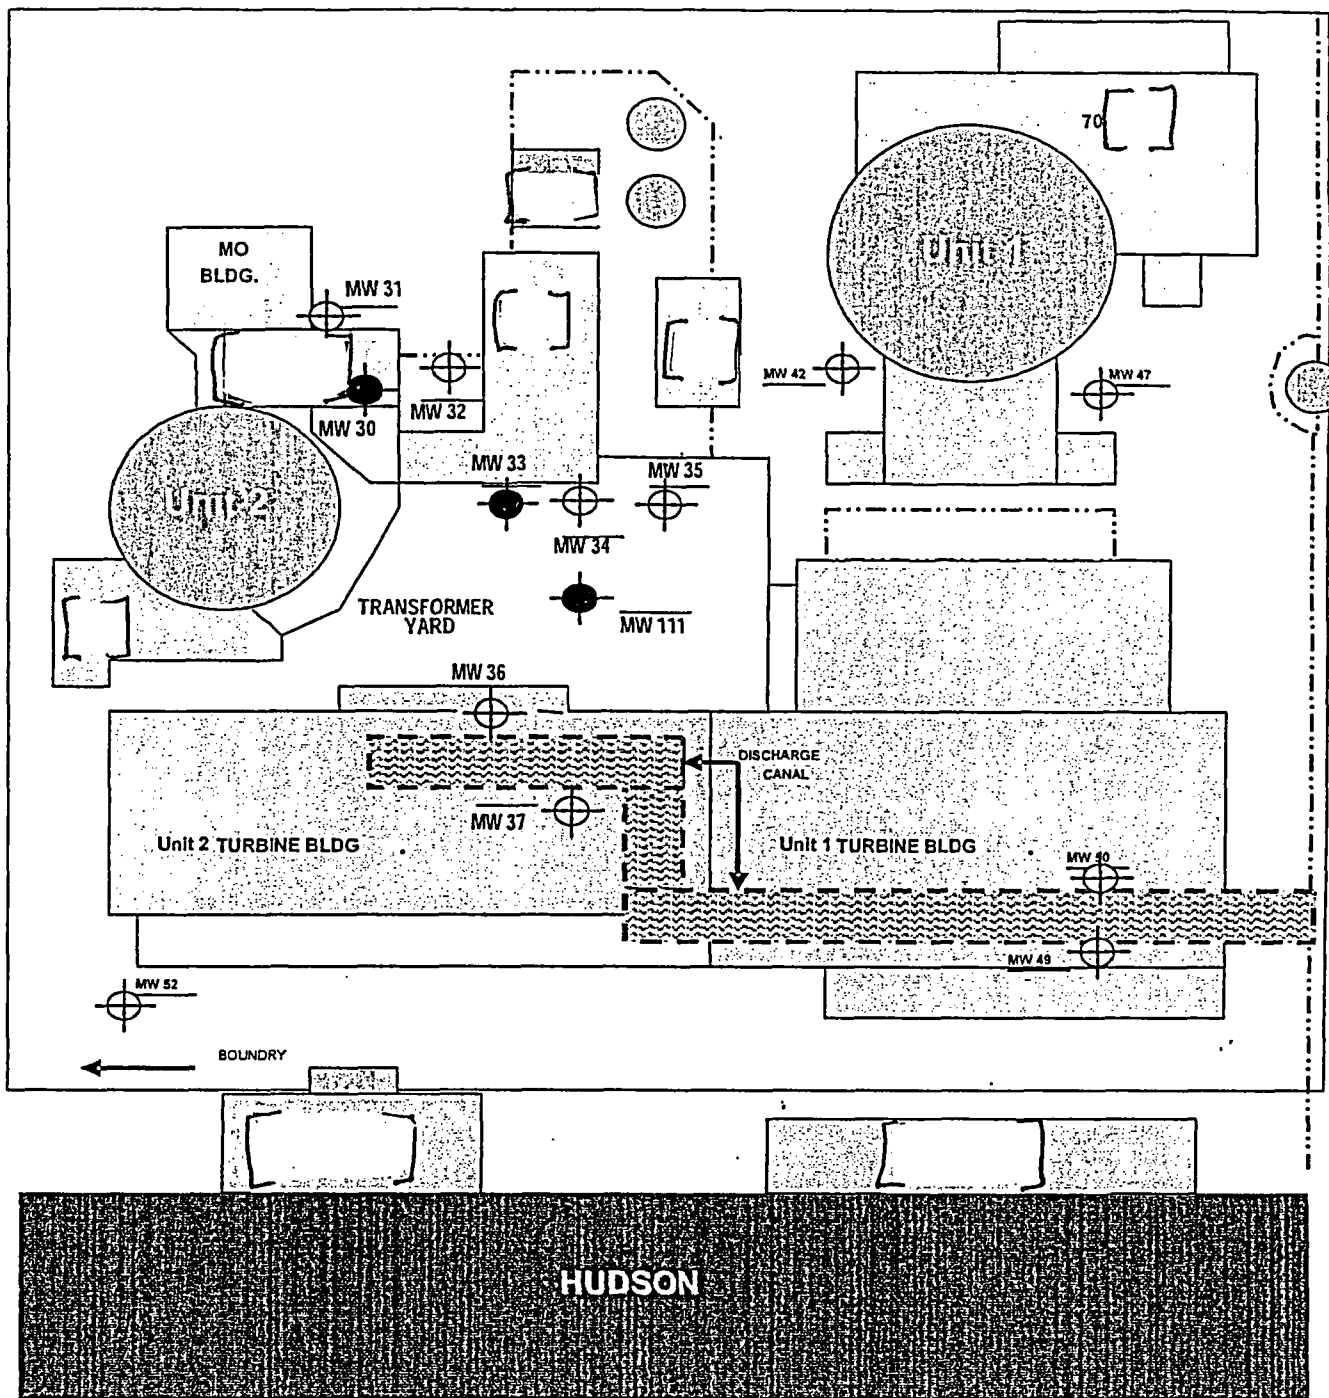 70
Unit 1
MO
BLDG.
MW 31
MW 42
MW 47
MW 32
MW 30
MW 33
MW 35
Unit 2
MW 34
TRANSFORMER
YARD
MW 111
MW 36
DISCHARGE
CANAL
MW 37
Unit 2 TURBINE BLDG
Unit 1 TURBINE BLDG
MW 50
MW 49
MW 52
BOUNDRY
HUDSON